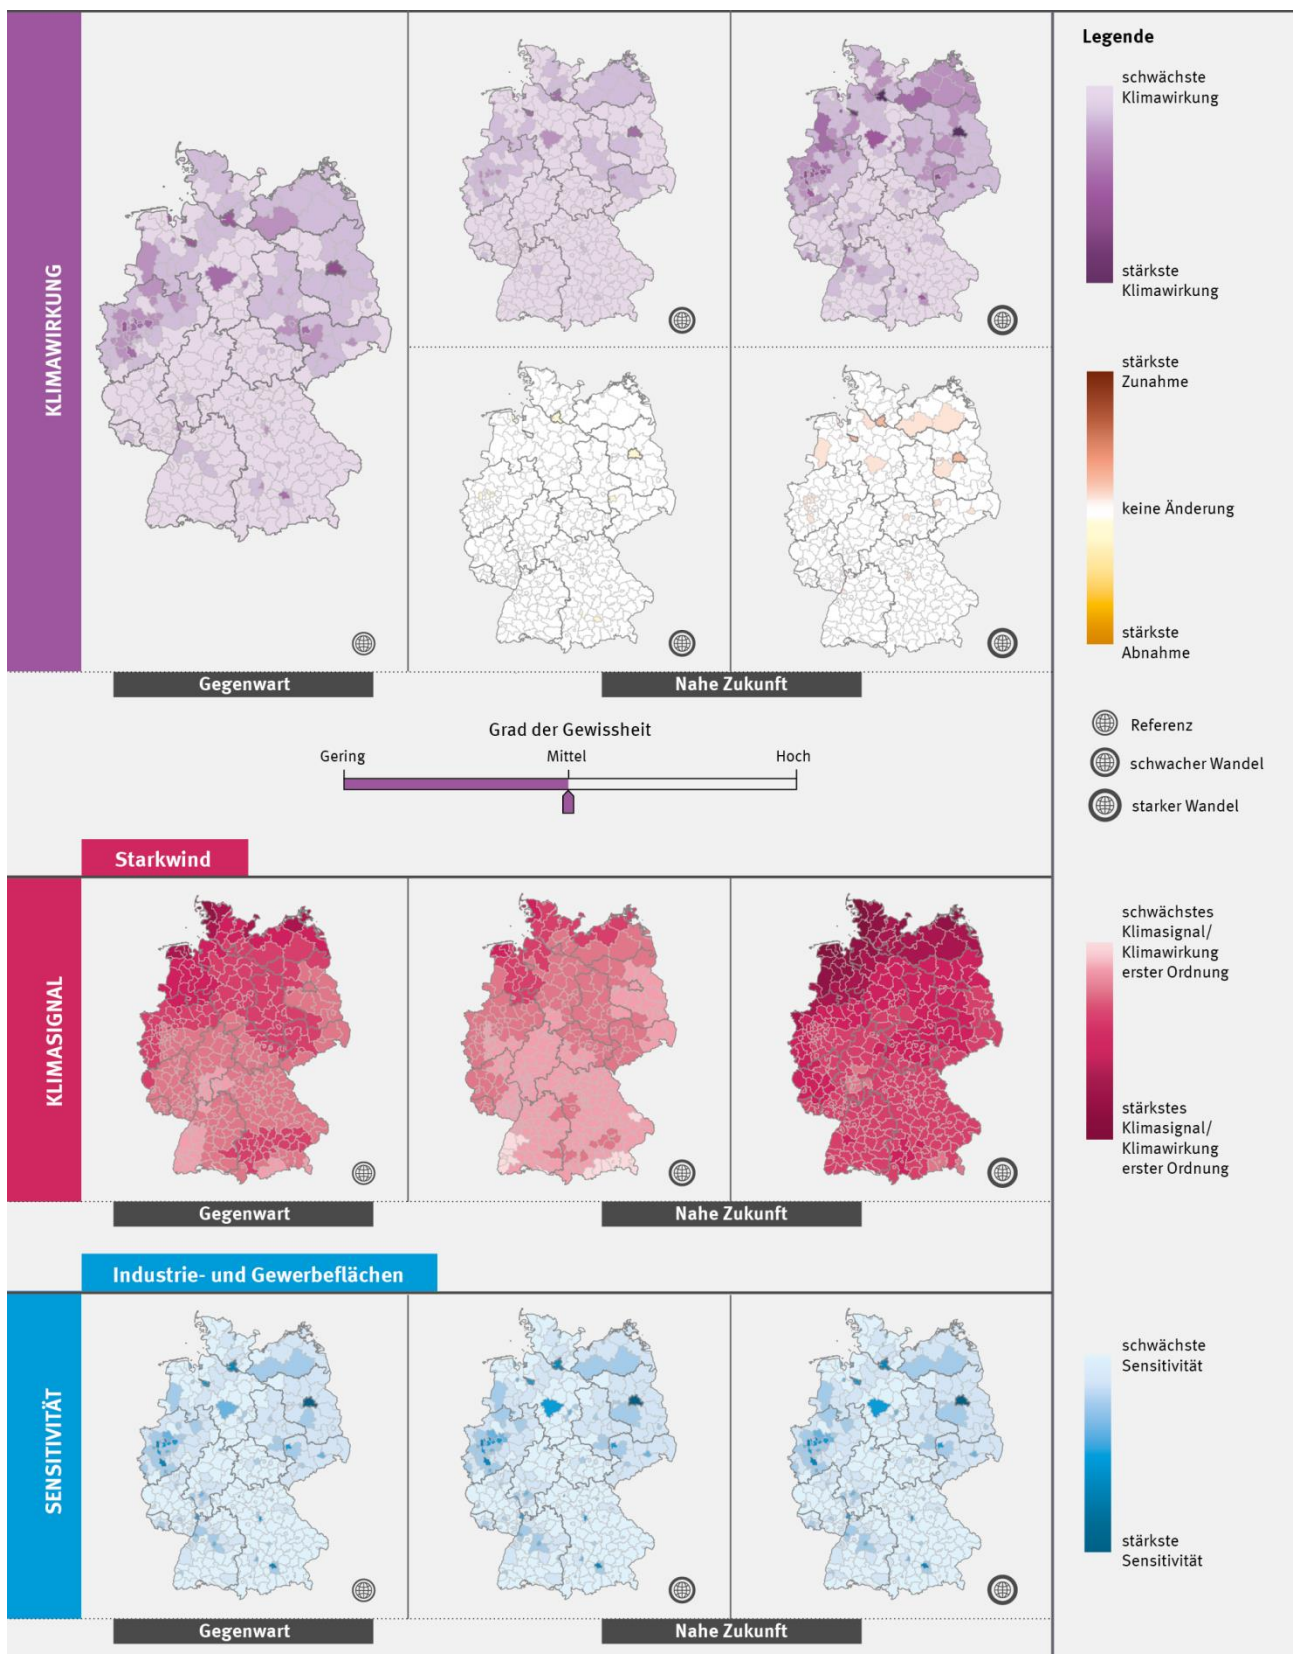 KLIMAWIRKUNG
Gegenwart
Nahe Zukunft
Grad der Gewissheit
Gering
Mittel
Hoch
Starkwind
KLIMASIGNAL
Gegenwart
Nahe Zukunft
Industrie- und Gewerbeflächen
SENSITIVITÄT
Gegenwart
Nahe Zukunft
Legende
schwächste
Klimawirkung
stärkste
Klimawirkung
stärkste
Zunahme
keine Änderung
stärkste
Abnahme
Referenz
schwacher Wandel
starker Wandel
schwächstes
Klimasignal/
Klimawirkung
erster Ordnung
stärkstes
Klimasignal/
Klimawirkung
erster Ordnung
schwächste
Sensitivität
stärkste
Sensitivität